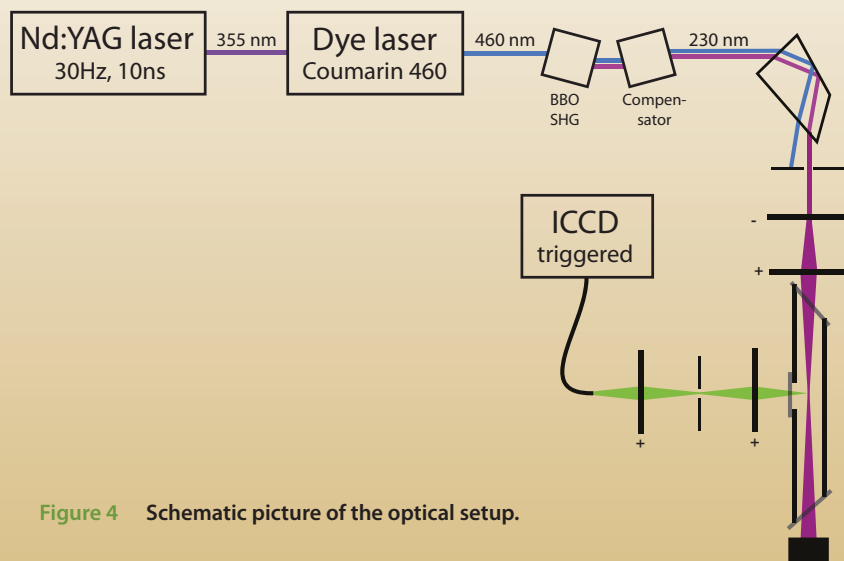 Nd:YAG laser
30Hz, 10ns
355 nm
Dye laser
Coumarin 460
460 nm
BBO
SHG
Compen-
sator
230 nm
-
+
ICCD
triggered
+
+
Figure 4 Schematic picture of the optical setup.